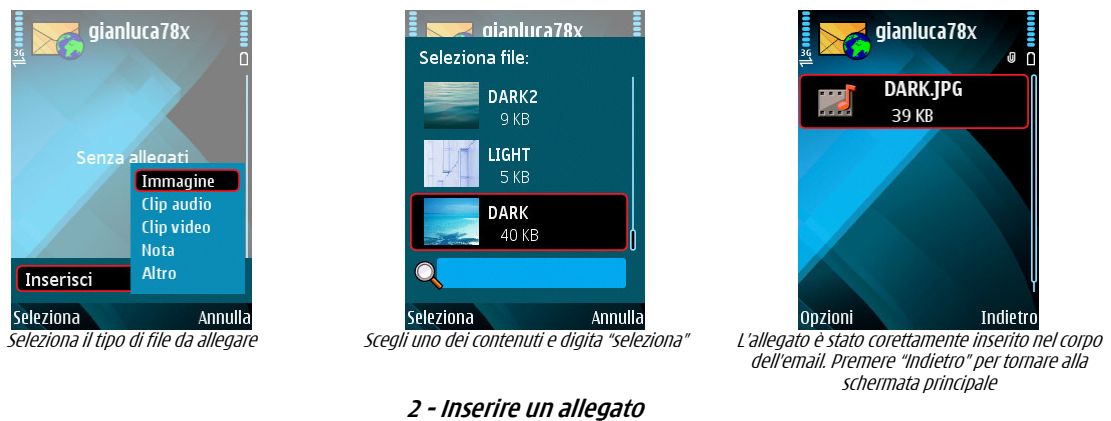 3G
gianluca78x
Senza allegati
Immagine
Clip audio
Clip video
Nota
Altro
Inserisci
Seleziona Annulla
Seleziona il tipo di file da allegare
gianluca78x
Seleziona file:
DARK2
9 KB
LIGHT
5 KB
DARK
40 KB
Seleziona Annulla
Scegli uno dei contenuti e digita “seleziona”
3G
gianluca78x
DARK.JPG
39 KB
Opzioni Indietro
L'allegato è stato corettamente inserito nel corpo
dell'email. Premere “Indietro” per tornare alla
schermata principale
2 - Inserire un allegato